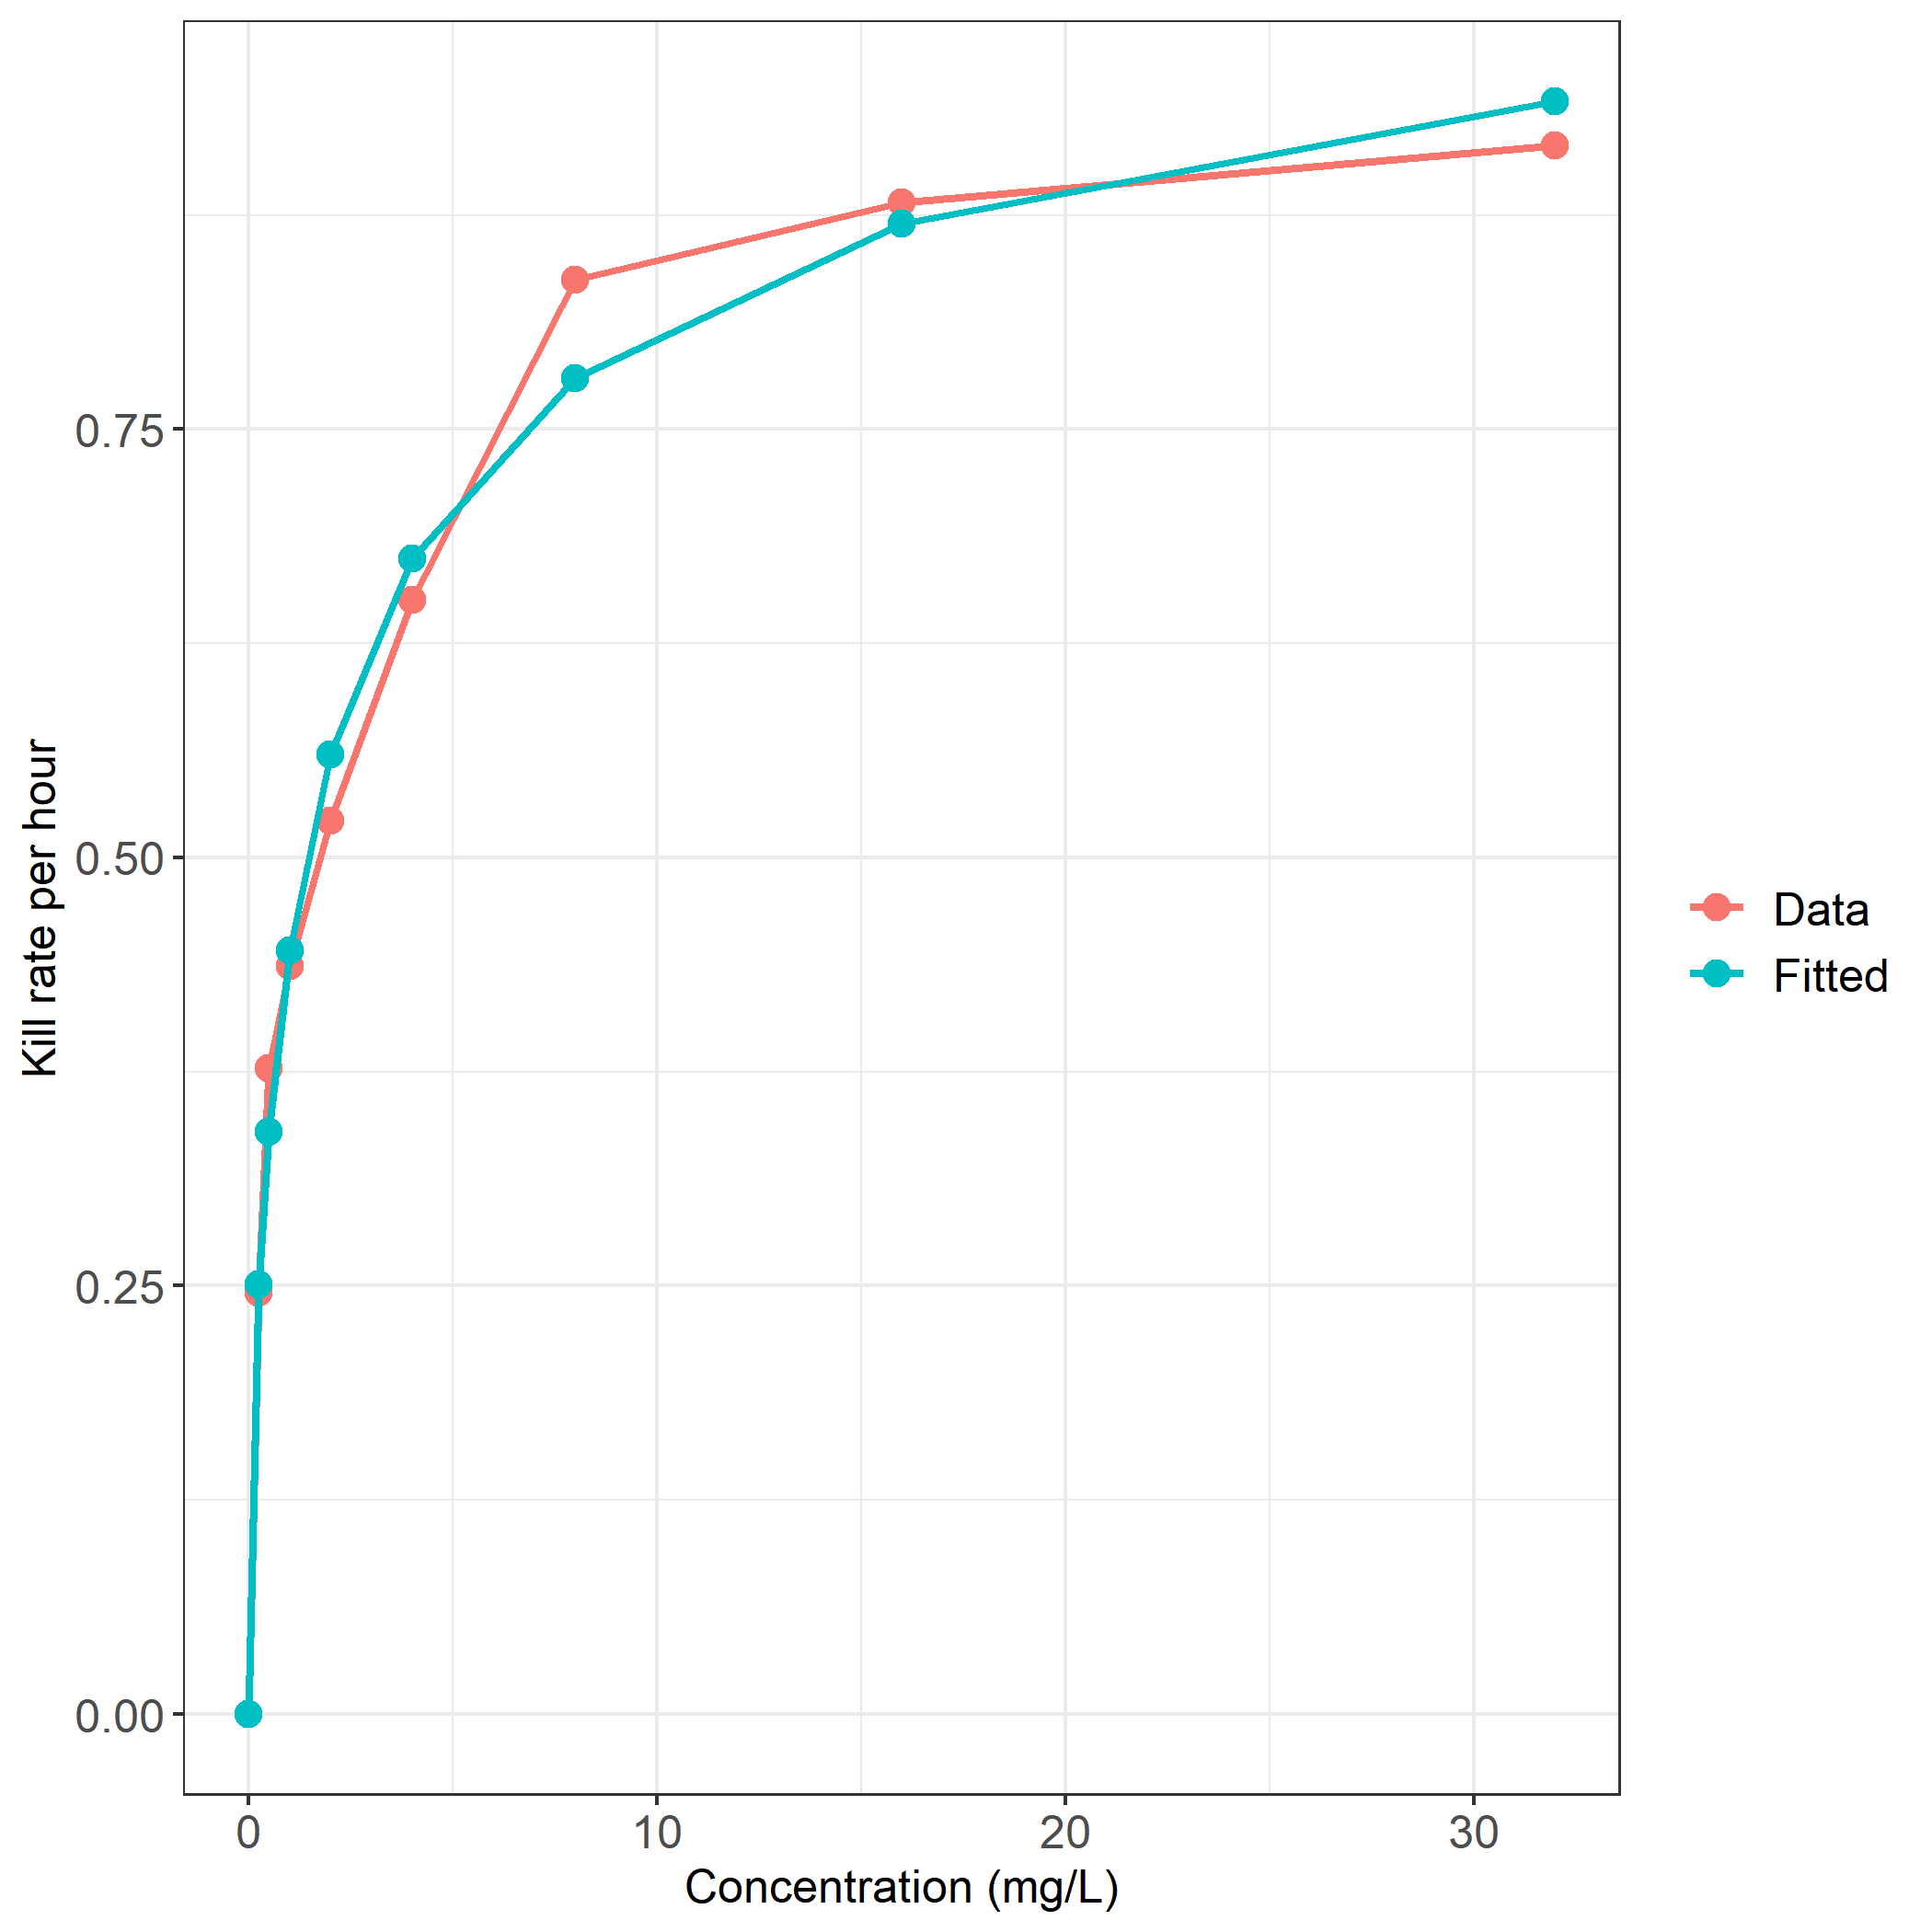 Kill rate per hour
0.75
0.50
0.25
0.00
0 10 20 30
Concentration (mg/L)
Data
Fitted